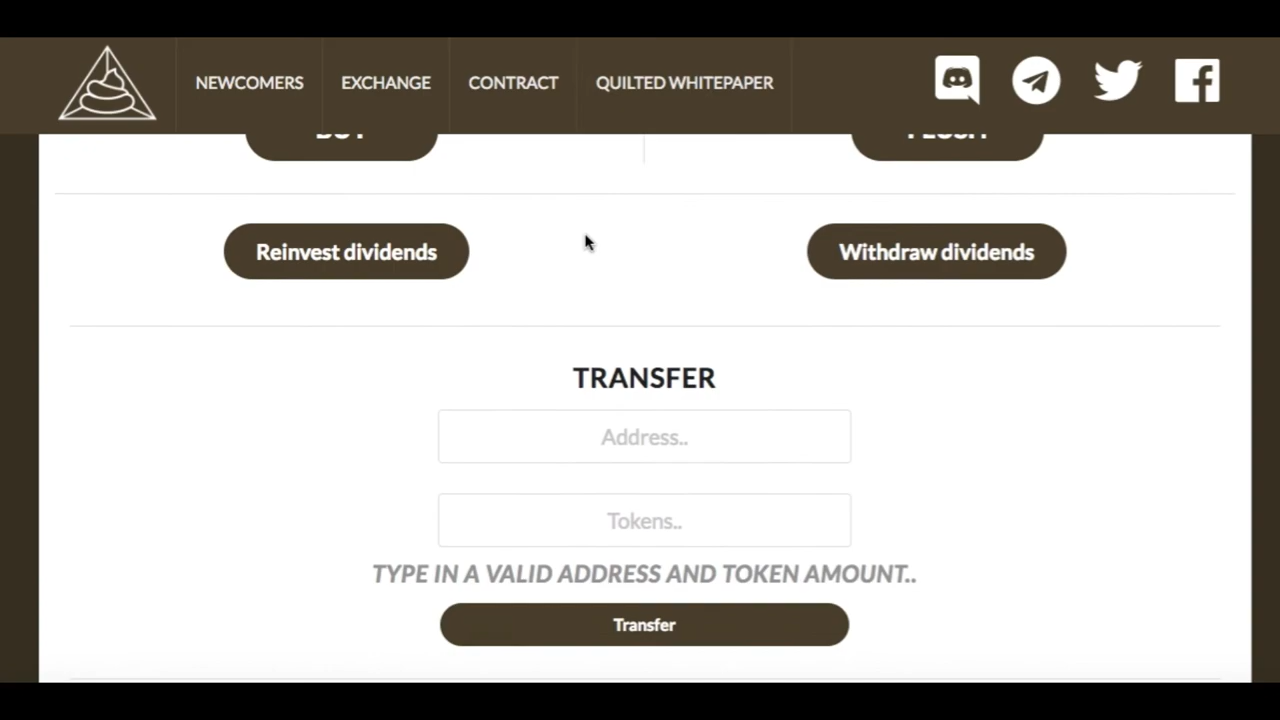 NEWCOMERS
EXCHANGE
CONTRACT
QUILTED WHITEPAPER
Reinvest dividends
Withdraw dividends
TRANSFER
Address..
Tokens..
TYPE IN A VALID ADDRESS AND TOKEN AMOUNT..
Transfer